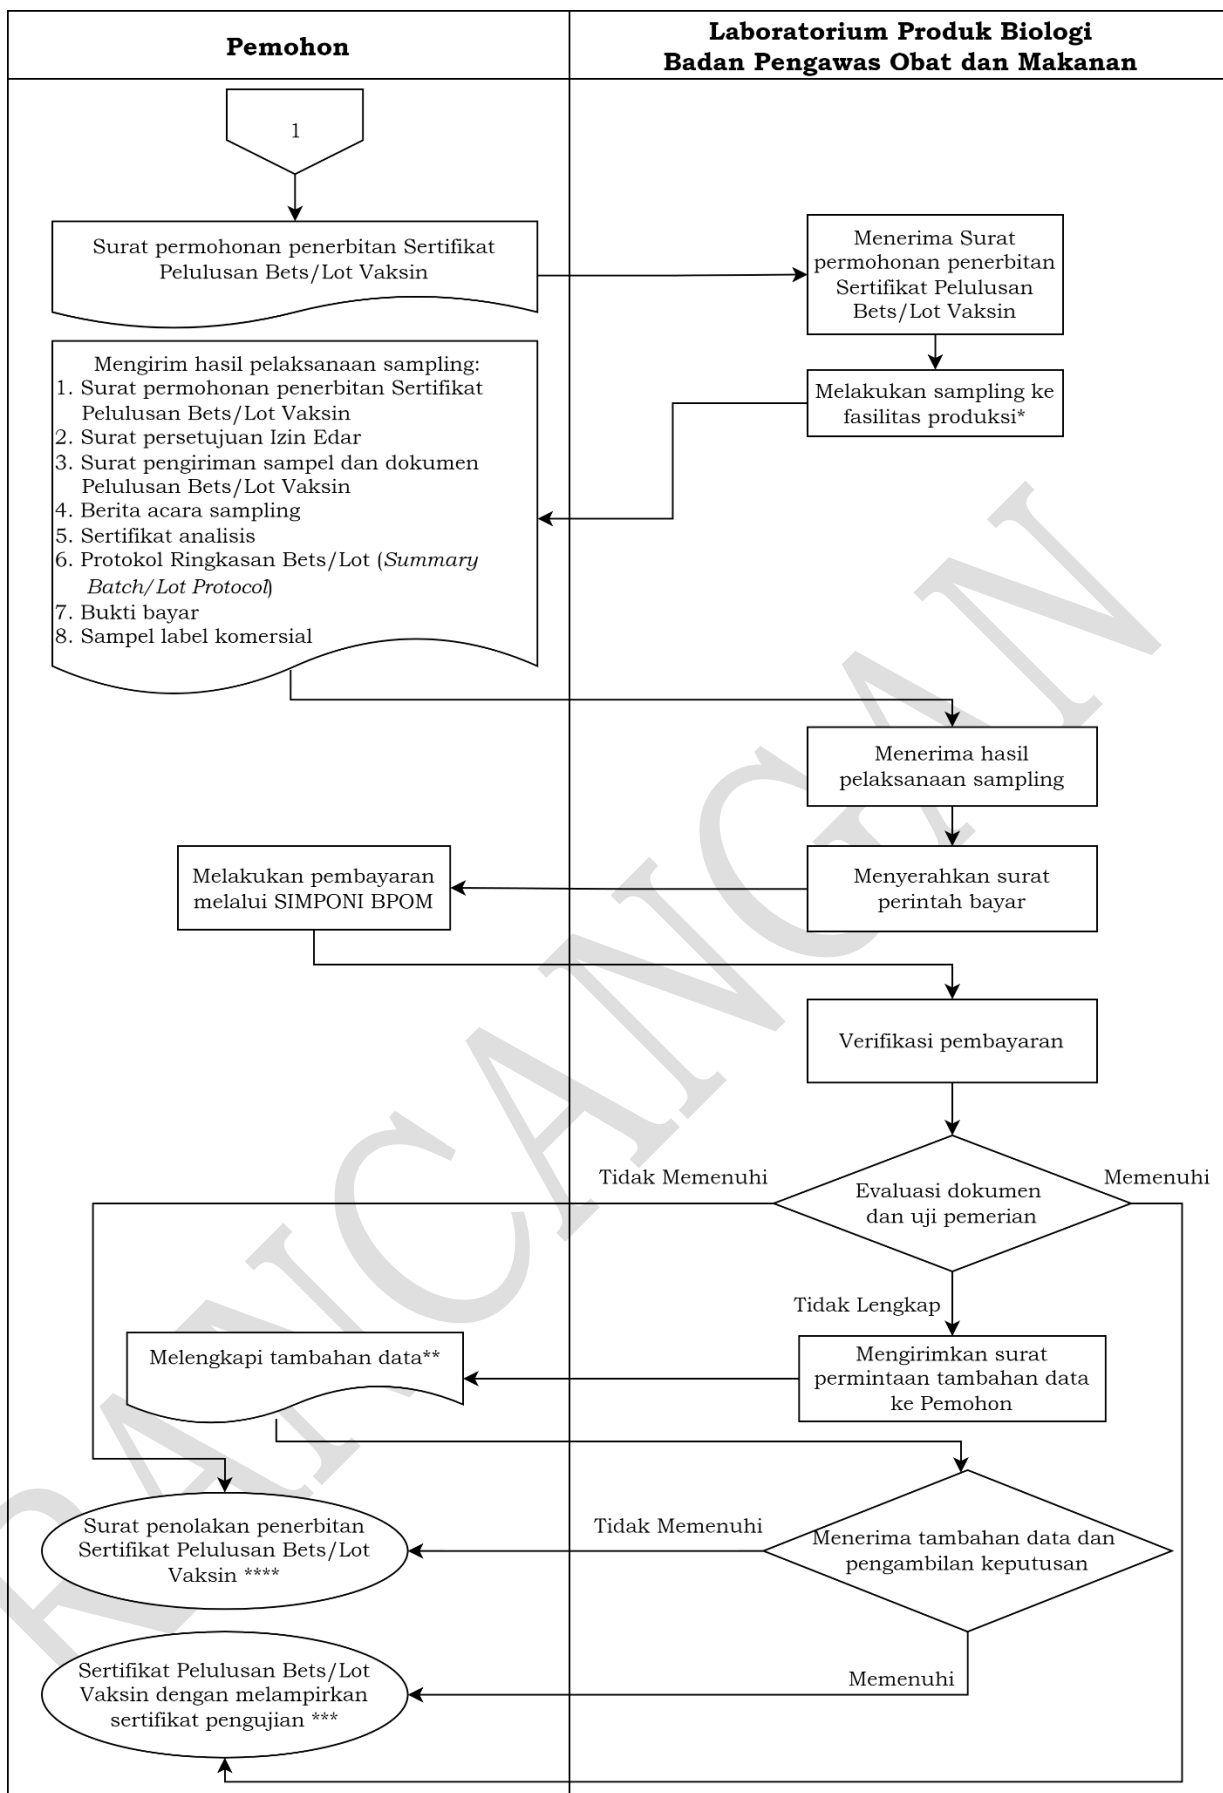 Pemohon
Laboratorium Produk Biologi
Badan Pengawas Obat dan Makanan
1
Surat permohonan penerbitan Sertifikat
Pelulusan Bets/Lot Vaksin
Menerima Surat
permohonan penerbitan
Sertifikat Pelulusan
Bets/Lot Vaksin
Melakukan sampling ke
fasilitas produksi*
Mengirim hasil pelaksanaan sampling:
1. Surat permohonan penerbitan Sertifikat
Pelulusan Bets/Lot Vaksin
2. Surat persetujuan Izin Edar
3. Surat pengiriman sampel dan dokumen
Pelulusan Bets/Lot Vaksin
4. Berita acara sampling
5. Sertifikat analisis
6. Protokol Ringkasan Bets/Lot (Summary
Batch/Lot Protocol)
7. Bukti bayar
8. Sampel label komersial
Menerima hasil
pelaksanaan sampling
Menyerahkan surat
perintah bayar
Melakukan pembayaran
melalui SIMPONI BPOM
Verifikasi pembayaran
Evaluasi dokumen
dan uji pemerian
Tidak Memenuhi
Memenuhi
Tidak Lengkap
Mengirimkan surat
permintaan tambahan data
ke Pemohon
Melengkapi tambahan data**
Menerima tambahan data dan
pengambilan keputusan
Tidak Memenuhi
Surat penolakan penerbitan
Sertifikat Pelulusan Bets/Lot
Vaksin ****
Memenuhi
Sertifikat Pelulusan Bets/Lot
Vaksin dengan melampirkan
sertifikat pengujian ***
RANCANGAN